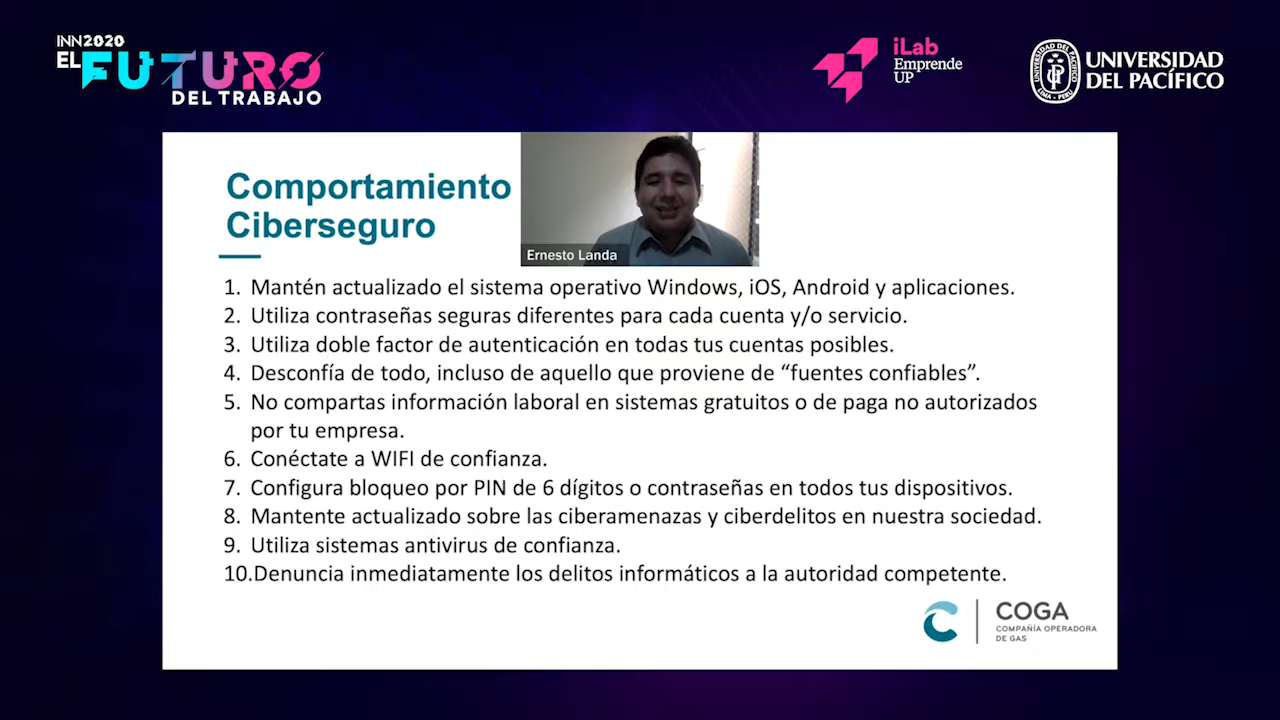 INN2020
EL FUTURO
DEL TRABAJO
iLab
Emprende
UP
UNIVERSIDAD DEL PACÍFICO
LIMA - PERÚ
UNIVERSIDAD
DEL PACÍFICO
Comportamiento
Ciberseguro
Ernesto Landa
1. Mantén actualizado el sistema operativo Windows, iOS, Android y aplicaciones.
2. Utiliza contraseñas seguras diferentes para cada cuenta y/o servicio.
3. Utiliza doble factor de autenticación en todas tus cuentas posibles.
4. Desconfía de todo, incluso de aquello que proviene de “fuentes confiables”.
5. No compartas información laboral en sistemas gratuitos o de paga no autorizados
por tu empresa.
6. Conéctate a WIFI de confianza.
7. Configura bloqueo por PIN de 6 dígitos o contraseñas en todos tus dispositivos.
8. Mantente actualizado sobre las ciberamenazas y ciberdelitos en nuestra sociedad.
9. Utiliza sistemas antivirus de confianza.
10.Denuncia inmediatamente los delitos informáticos a la autoridad competente.
COGA
COMPAÑÍA OPERADORA
DE GAS